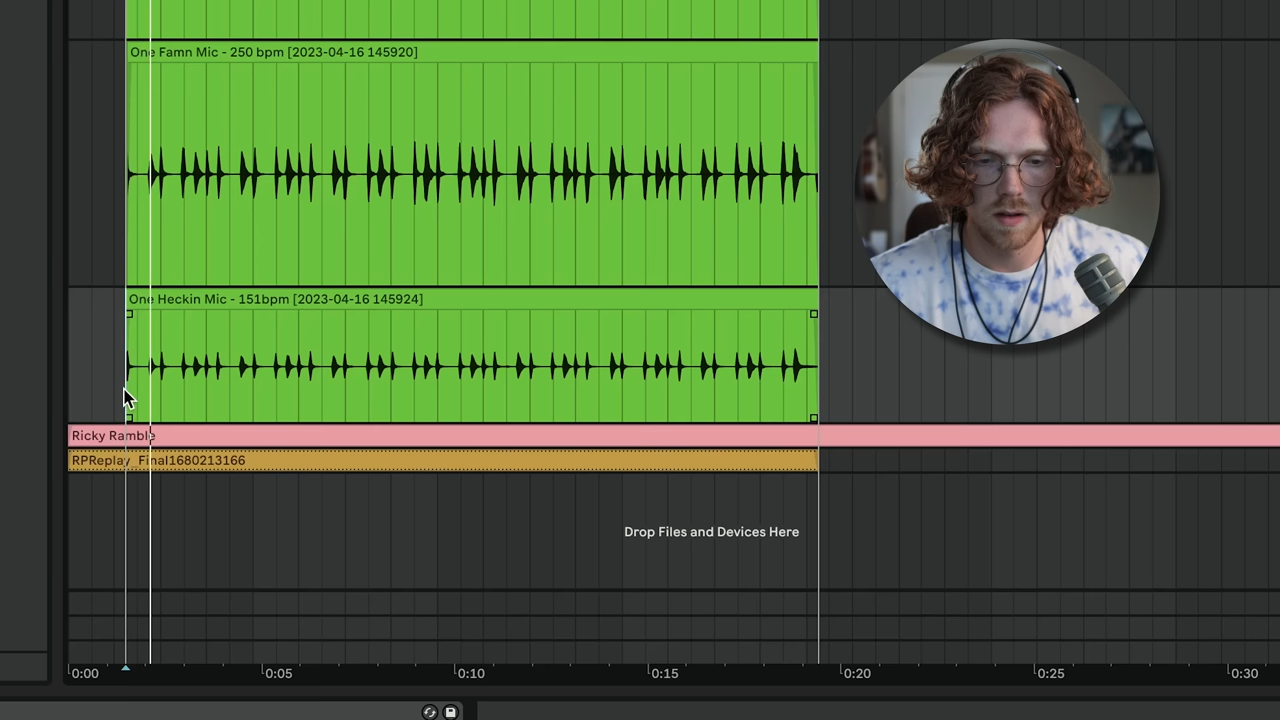 One Famn Mic - 250 bpm [2023-04-16 145920]
One Heckin Mic - 151bpm [2023-04-16 145924]
Ricky Ramble
RPReplay_Final1680213166
Drop Files and Devices Here
0:00 0:05 0:10 0:15 0:20 0:25 0:30